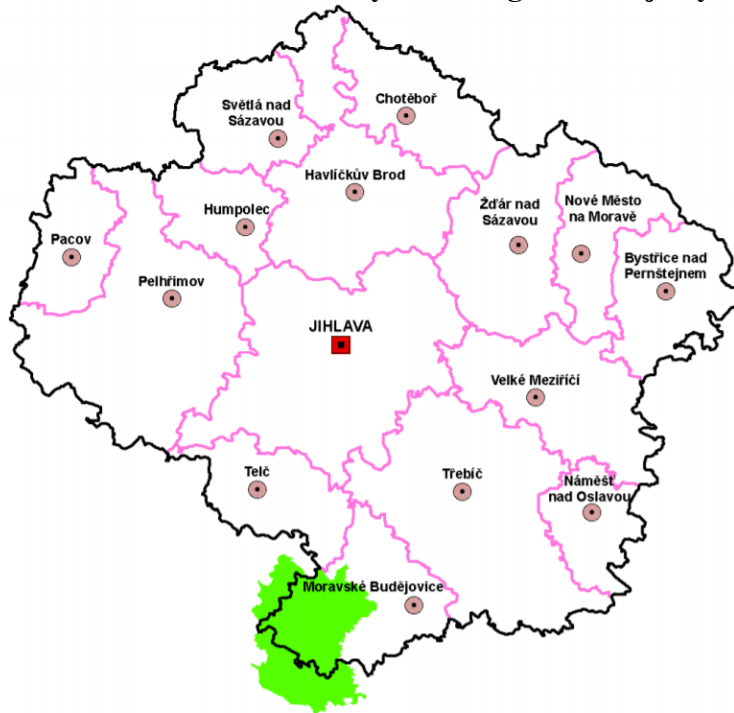 Chotěboř
Světlá nad
Sázavou
Havlíčkův Brod
Žďár nad
Sázavou
Nové Město
na Moravě
Humpolec
Pacov
Bystřice nad
Pernštejnem
Pelhřimov
JIHLAVA
Velké Meziříčí
Telč
Třebíč
Náměšť
nad Oslavou
Moravské Budějovice